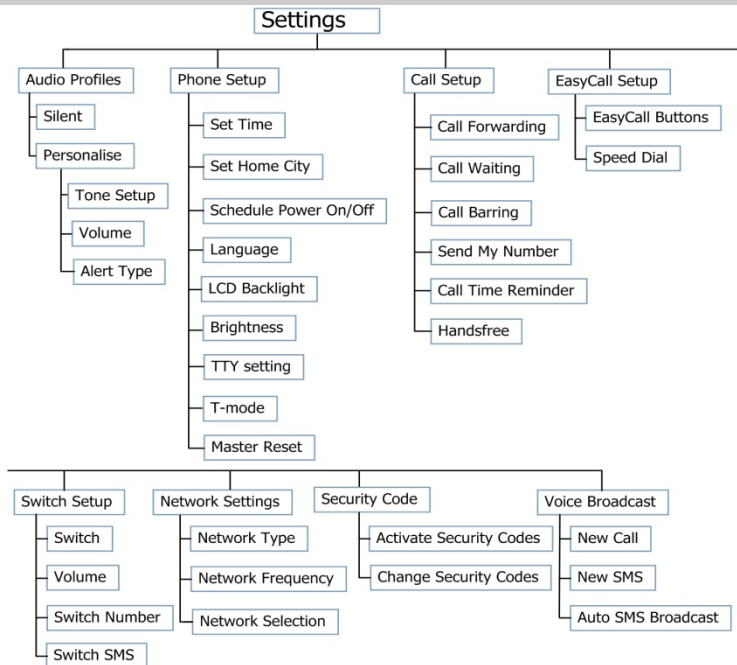 Settings
Audio Profiles
Silent
Personalise
Tone Setup
Volume
Alert Type
Phone Setup
Set Time
Set Home City
Schedule Power On/Off
Language
LCD Backlight
Brightness
TTY setting
T-mode
Master Reset
Call Setup
Call Forwarding
Call Waiting
Call Barring
Send My Number
Call Time Reminder
Handsfree
EasyCall Setup
EasyCall Buttons
Speed Dial
Switch Setup
Switch
Volume
Switch Number
Switch SMS
Network Settings
Network Type
Network Frequency
Network Selection
Security Code
Activate Security Codes
Change Security Codes
Voice Broadcast
New Call
New SMS
Auto SMS Broadcast